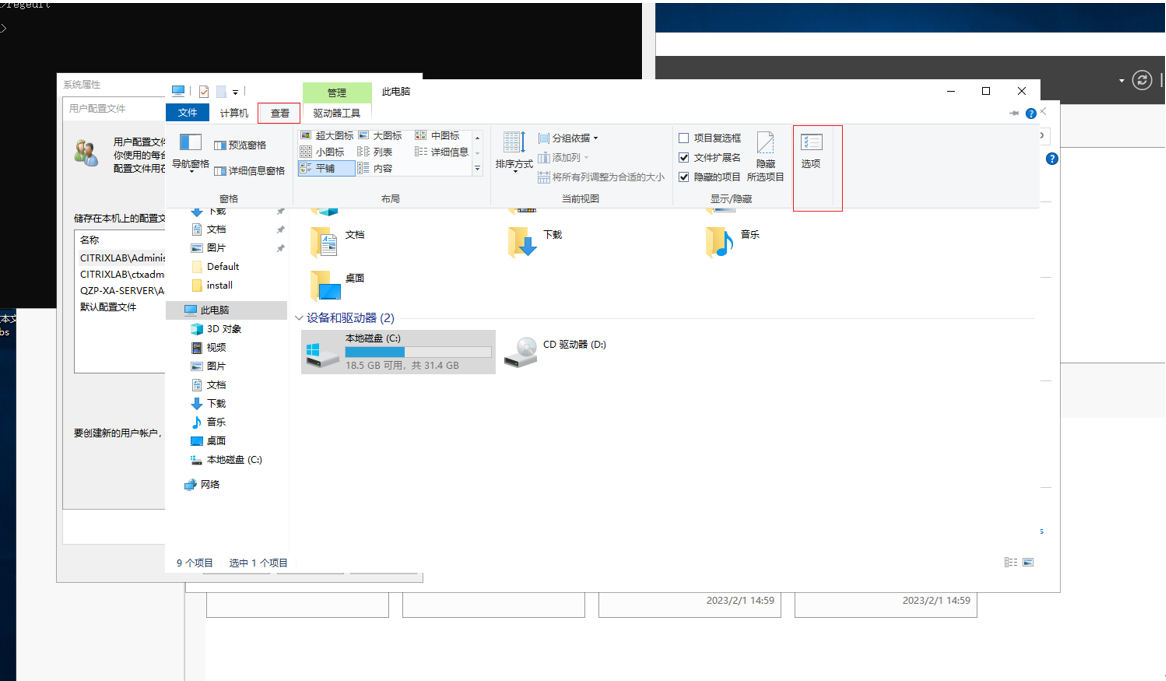 >regedit
>
系统属性
用户配置文件
管理
此电脑
文件
计算机
查看
驱动器工具
导航窗格
预览窗格
详细信息窗格
窗格
超大图标
大图标
中图标
小图标
列表
详细信息
平铺
内容
布局
排序方式
分组依据
添加列
将所有列调整为合适的大小
当前视图
项目复选框
文件扩展名
隐藏的项目
隐藏
所选项目
显示/隐藏
选项
用户配置文件
你使用的每台
配置文件用在
储存在本机上的配置文
名称
CITRIXLAB\Adminis
CITRIXLAB\ctxadm
QZP-XA-SERVER\A
默认配置文件
要创建新的用户帐户，
下载
文档
图片
Default
install
此电脑
3D 对象
视频
图片
文档
下载
音乐
桌面
本地磁盘 (C:)
网络
文档
下载
音乐
桌面
设备和驱动器 (2)
本地磁盘 (C:)
18.5 GB 可用，共 31.4 GB
CD 驱动器 (D:)
9 个项目
选中 1 个项目
2023/2/1 14:59
2023/2/1 14:59
本文
bs
s